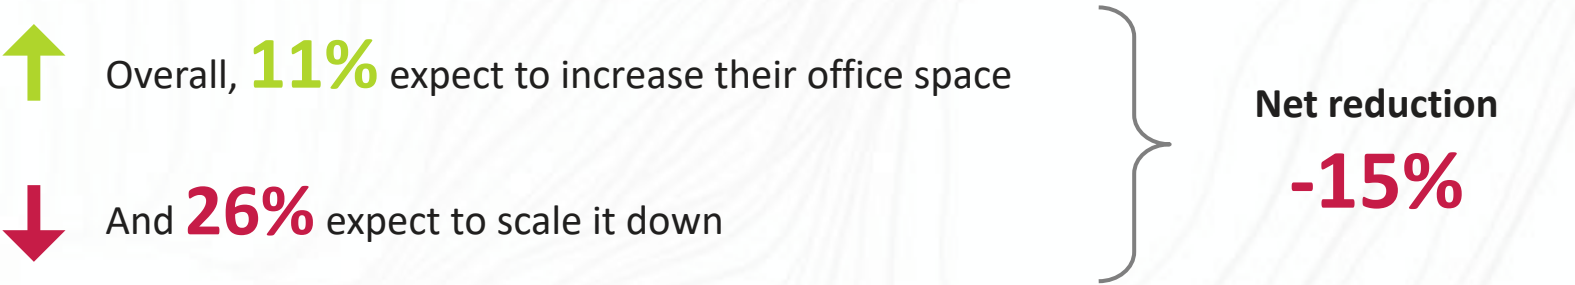 Overall, 11% expect to increase their office space
And 26% expect to scale it down
Net reduction
-15%